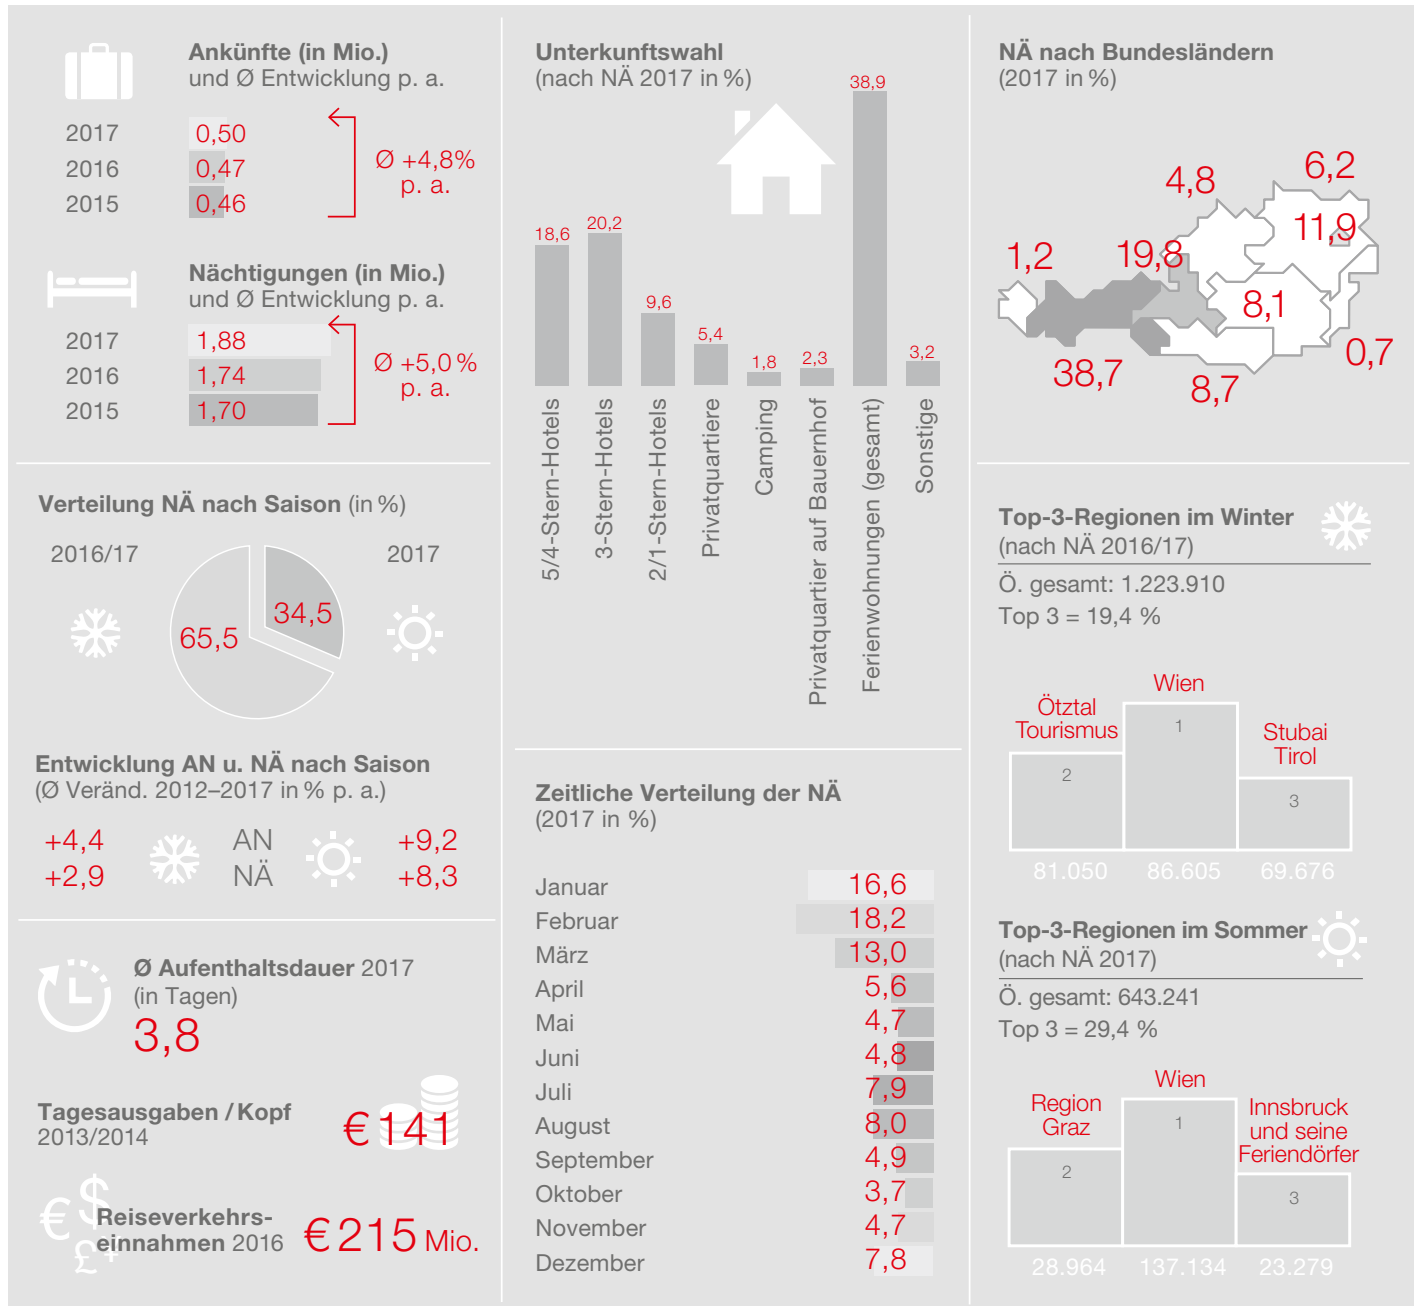 Ankünfte (in Mio.)
und Ø Entwicklung p. a.
2017 0,50
2016 0,47
2015 0,46
Ø +4,8%
p. a.
Nächtigungen (in Mio.)
und Ø Entwicklung p. a.
2017 1,88
2016 1,74
2015 1,70
Ø +5,0 %
p. a.
Verteilung NÄ nach Saison (in %)
2016/17
2017
65,5
34,5
Entwicklung AN u. NÄ nach Saison
(Ø Veränd. 2012–2017 in % p. a.)
+4,4 AN +9,2
+2,9 NÄ +8,3
Ø Aufenthaltsdauer 2017
(in Tagen)
3,8
Tagesausgaben / Kopf
2013/2014
€ 141
€ $ £ ¥
Reiseverkehrs-
einnahmen 2016
€ 215 Mio.
Unterkunftswahl
(nach NÄ 2017 in %)
18,6
20,2
9,6
5,4
1,8
2,3
38,9
3,2
5/4-Stern-Hotels
3-Stern-Hotels
2/1-Stern-Hotels
Privatquartiere
Camping
Privatquartier auf Bauernhof
Ferienwohnungen (gesamt)
Sonstige
Zeitliche Verteilung der NÄ
(2017 in %)
Januar 16,6
Februar 18,2
März 13,0
April 5,6
Mai 4,7
Juni 4,8
Juli 7,9
August 8,0
September 4,9
Oktober 3,7
November 4,7
Dezember 7,8
NÄ nach Bundesländern
(2017 in %)
6,2
4,8
11,9
1,2
19,8
8,1
0,7
38,7
8,7
Top-3-Regionen im Winter
(nach NÄ 2016/17)
Ö. gesamt: 1.223.910
Top 3 = 19,4 %
Wien
Ötztal
Tourismus
Stubai
Tirol
1
2
3
81.050 86.605 69.676
Top-3-Regionen im Sommer
(nach NÄ 2017)
Ö. gesamt: 643.241
Top 3 = 29,4 %
Wien
Region
Graz
Innsbruck
und seine
Feriendörfer
1
2
3
28.964 137.134 23.279